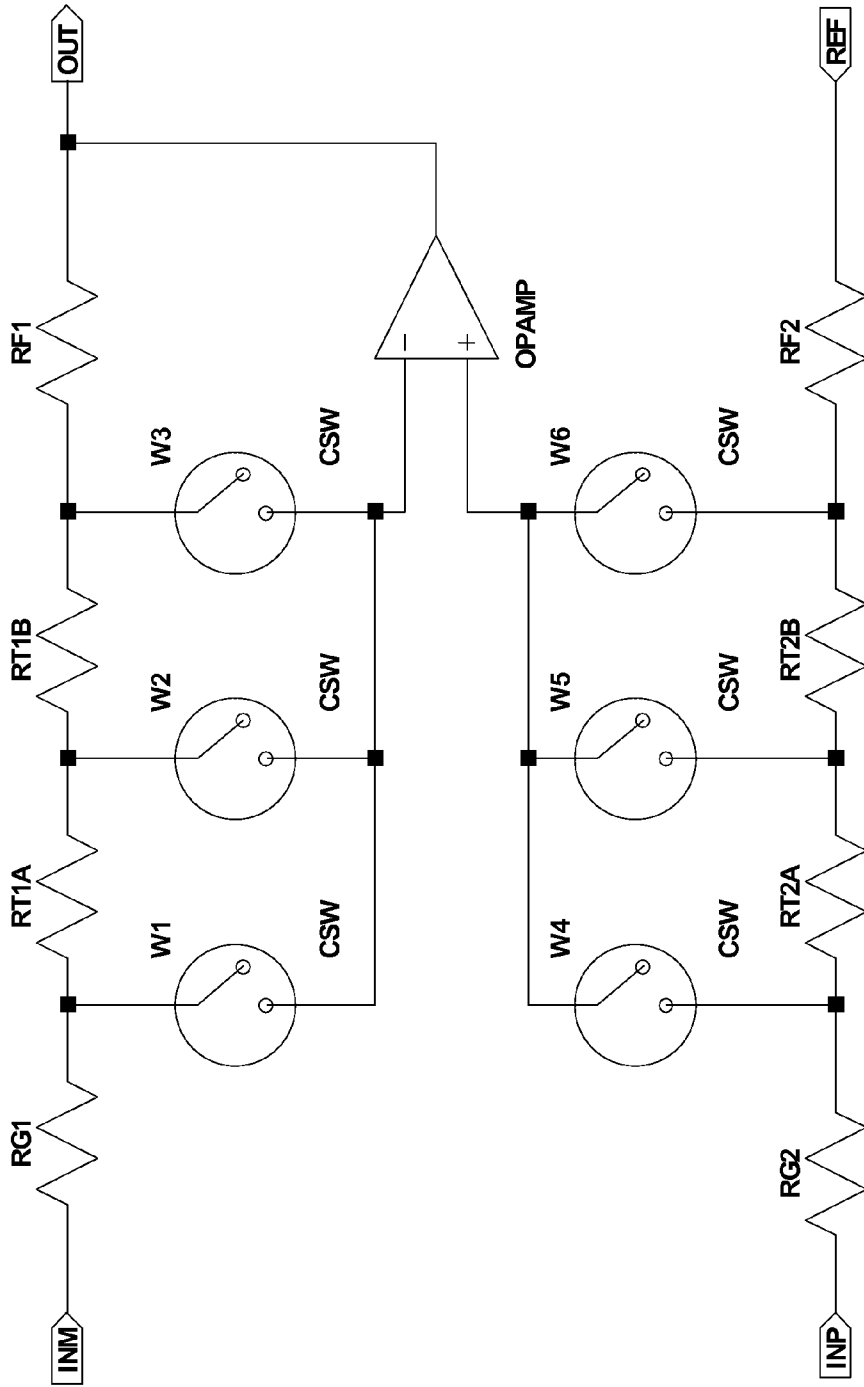 INM
RG1
RT1A
RT1B
RF1
OUT
W1
W2
W3
CSW
CSW
CSW
-
+
OPAMP
W4
W5
W6
CSW
CSW
CSW
INP
RG2
RT2A
RT2B
RF2
REF